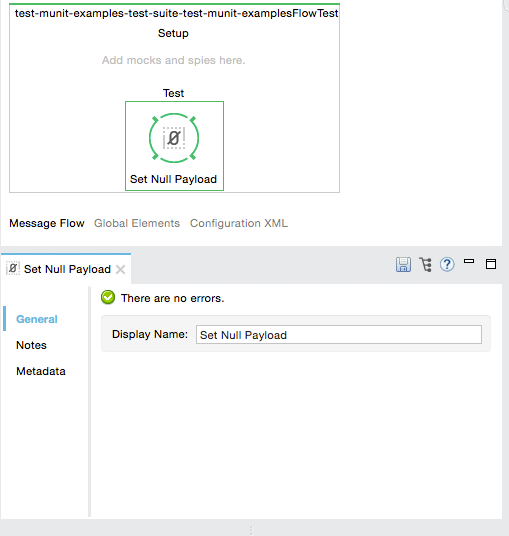 test-munit-examples-test-suite-test-munit-examplesFlowTest
Setup
Add mocks and spies here.
Test
Set Null Payload
Message Flow Global Elements Configuration XML
Set Null Payload
There are no errors.
General
Display Name: Set Null Payload
Notes
Metadata